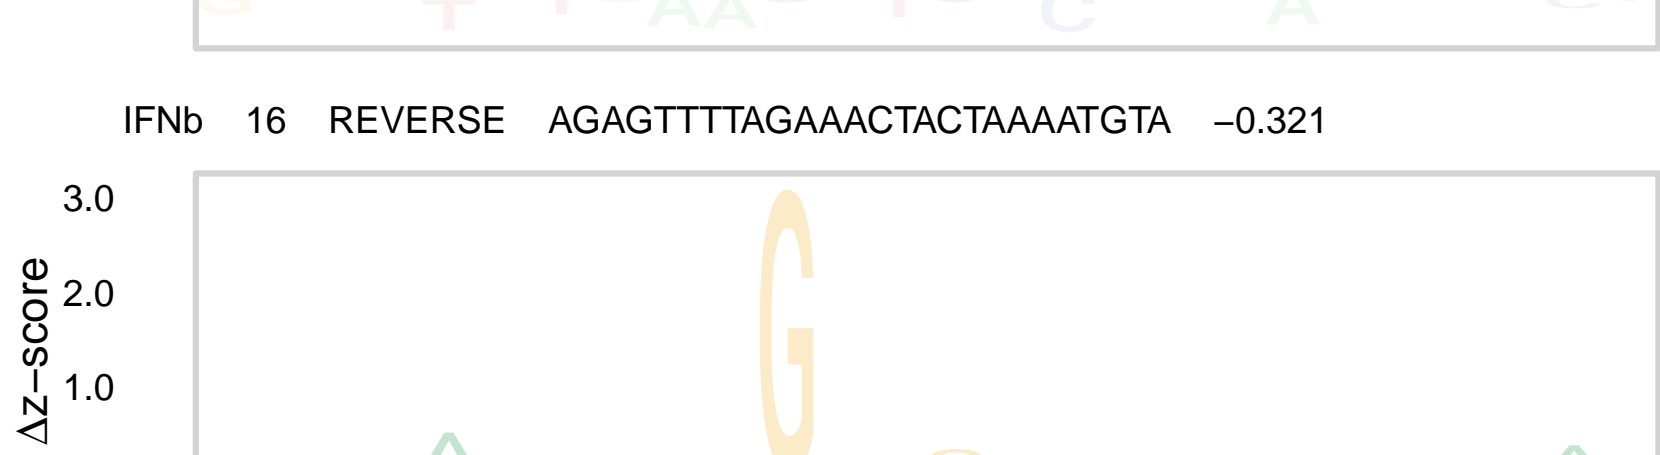 G T T G A A C T C C A C
IFNb 16 REVERSE AGAGTTTTAGAAACTACTAAAATGTA −0.321
3.0
2.0
1.0
Δz−score
G
A
A